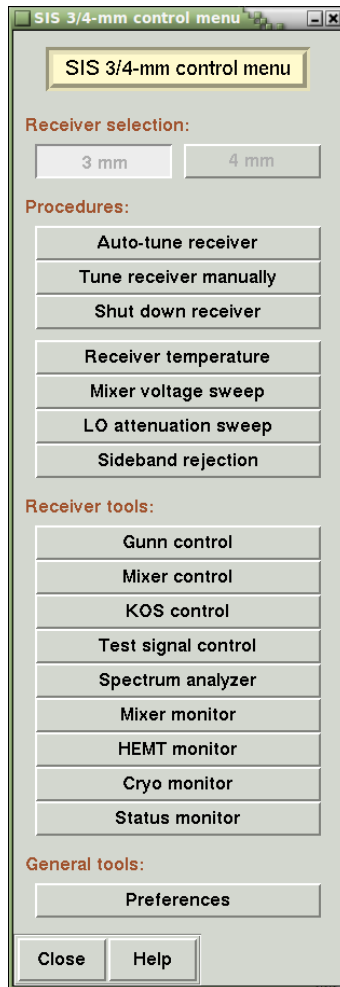 SIS 3/4-mm control menu
SIS 3/4-mm control menu
Receiver selection:
3 mm 4 mm
Procedures:
Auto-tune receiver
Tune receiver manually
Shut down receiver
Receiver temperature
Mixer voltage sweep
LO attenuation sweep
Sideband rejection
Receiver tools:
Gunn control
Mixer control
KOS control
Test signal control
Spectrum analyzer
Mixer monitor
HEMT monitor
Cryo monitor
Status monitor
General tools:
Preferences
Close Help